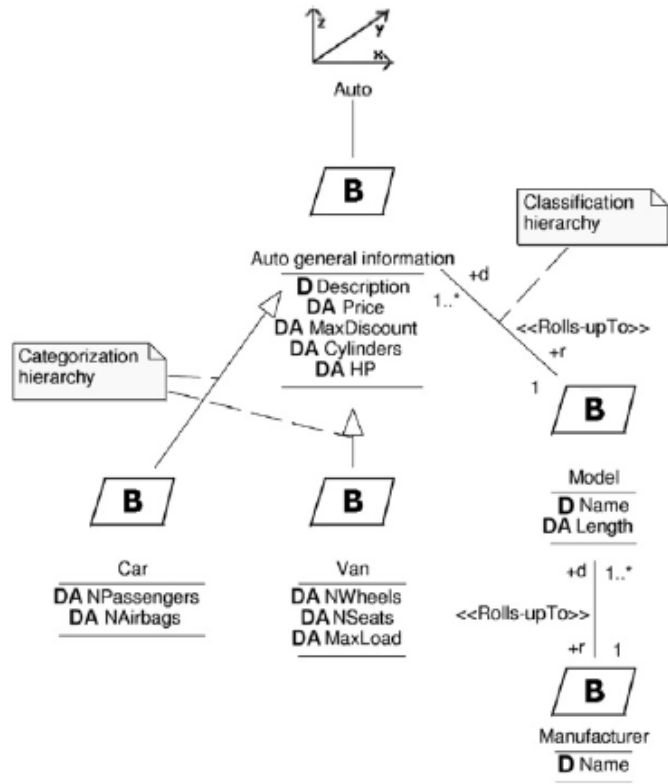 z
y
x
Auto
B
Classification
hierarchy
Auto general information
+d
1..*
D Description
DA Price
DA MaxDiscount
DA Cylinders
DA HP
<<Rolls-upTo>>
+r
1
Categorization
hierarchy
B
Model
D Name
DA Length
B
Car
DA NPassengers
DA NAirbags
B
Van
DA NWheels
DA NSeats
DA MaxLoad
+d
1..*
<<Rolls-upTo>>
+r
1
B
Manufacturer
D Name